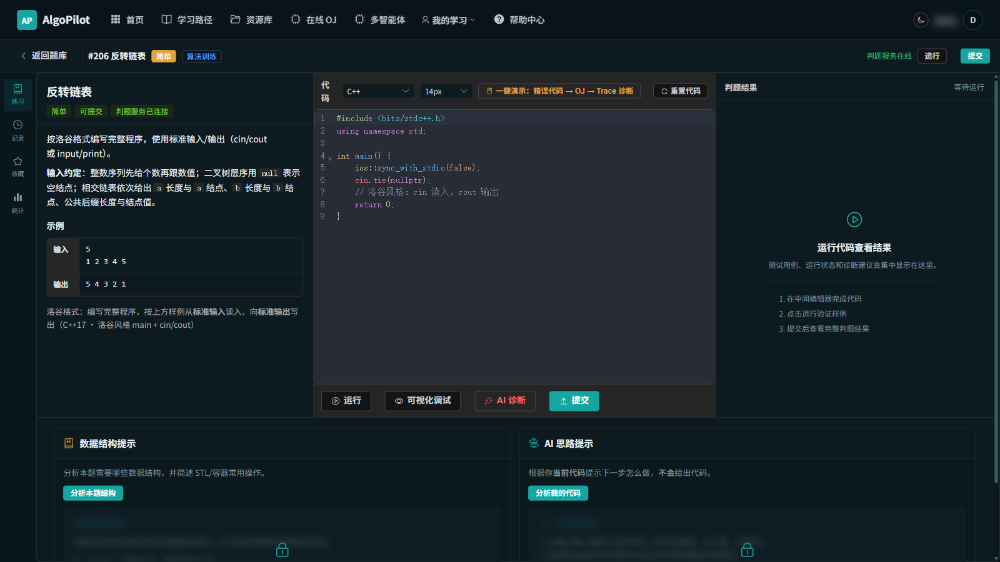 AP AlgoPilot 首页 学习路径 资源库 在线 OJ 多智能体 我的学习 帮助中心 D
返回题库 #206 反转链表 简单 算法训练 判题服务在线 运行 提交
练习
记录
收藏
统计
反转链表
简单 可提交 判题服务已连接
按洛谷格式编写完整程序，使用标准输入/输出（cin/cout
或 input/print）。
输入约定：整数序列先给个数再跟数值；二叉树层序用 null 表示
空结点；相交链表依次给出 a 长度与 a 结点、b 长度与 b 结
点、公共后缀长度与结点值。
示例
输入 5
1 2 3 4 5
输出 5 4 3 2 1
洛谷格式：编写完整程序，按上方样例从标准输入读入、向标准输出写
出（C++17 · 洛谷风格 main + cin/cout）
代码 C++ 14px 一键演示：错误代码 → OJ → Trace 诊断 重置代码
1 #include <bits/stdc++.h>
2 using namespace std;
3
4 int main() {
5 ios::sync_with_stdio(false);
6 cin.tie(nullptr);
7 // 洛谷风格：cin 读入，cout 输出
8 return 0;
9 }
运行 可视化调试 AI 诊断 提交
判题结果 等待运行
运行代码查看结果
测试用例、运行状态和诊断建议会集中显示在这里。
1. 在中间编辑器完成代码
2. 点击运行验证样例
3. 提交后查看完整判题结果
数据结构提示
分析本题需要哪些数据结构，并简述 STL/容器常用操作。
分析本题结构
AI 思路提示
根据你当前代码提示下一步怎么做，不会给出代码。
分析我的代码